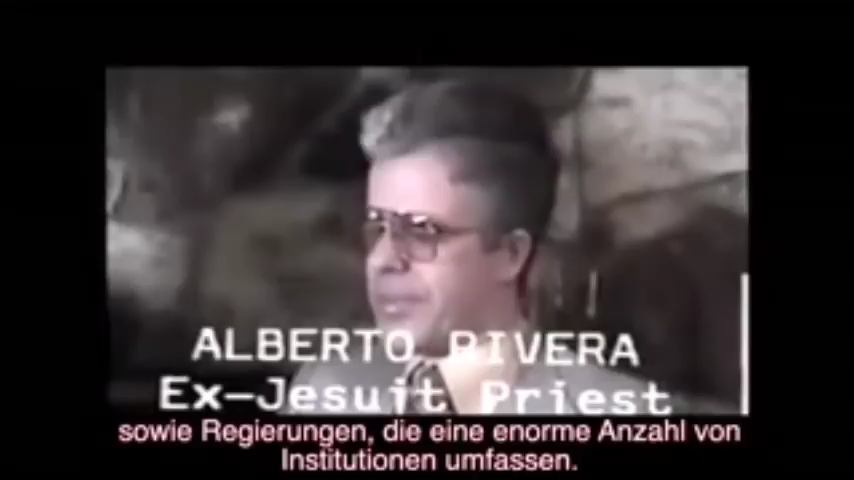 ALBERTO RIVERA
Ex-Jesuit Priest
sowie Regierungen, die eine enorme Anzahl von
Institutionen umfassen.